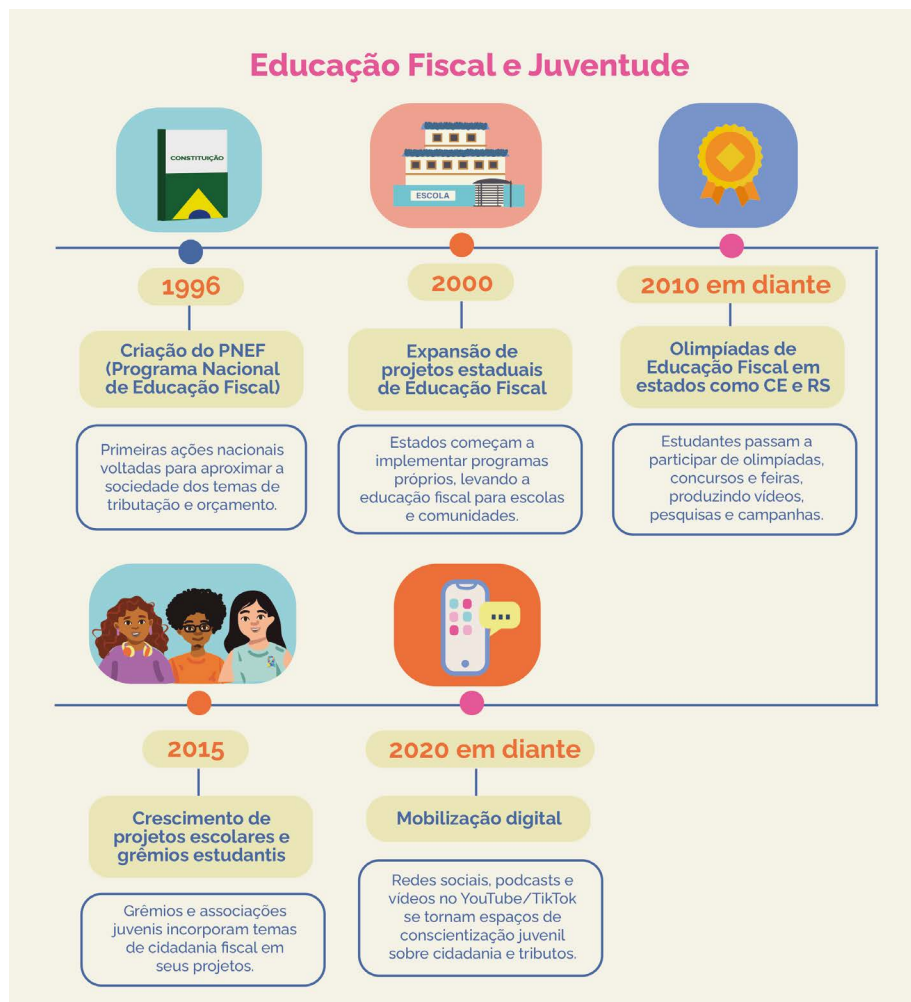 Educação Fiscal e Juventude
CONSTITUIÇÃO
ESCOLA
1996
Criação do PNEF
(Programa Nacional
de Educação Fiscal)
Primeiras ações nacionais
voltadas para aproximar a
sociedade dos temas de
tributação e orçamento.
2000
Expansão de
projetos estaduais
de Educação Fiscal
Estados começam a
implementar programas
próprios, levando a
educação fiscal para escolas
e comunidades.
2010 em diante
Olimpíadas de
Educação Fiscal em
estados como CE e RS
Estudantes passam a
participar de olimpíadas,
concursos e feiras,
produzindo vídeos,
pesquisas e campanhas.
2015
Crescimento de
projetos escolares e
grêmios estudantis
Grêmios e associações
juvenis incorporam temas
de cidadania fiscal em
seus projetos.
2020 em diante
Mobilização digital
Redes sociais, podcasts e
vídeos no YouTube/TikTok
se tornam espaços de
conscientização juvenil
sobre cidadania e tributos.